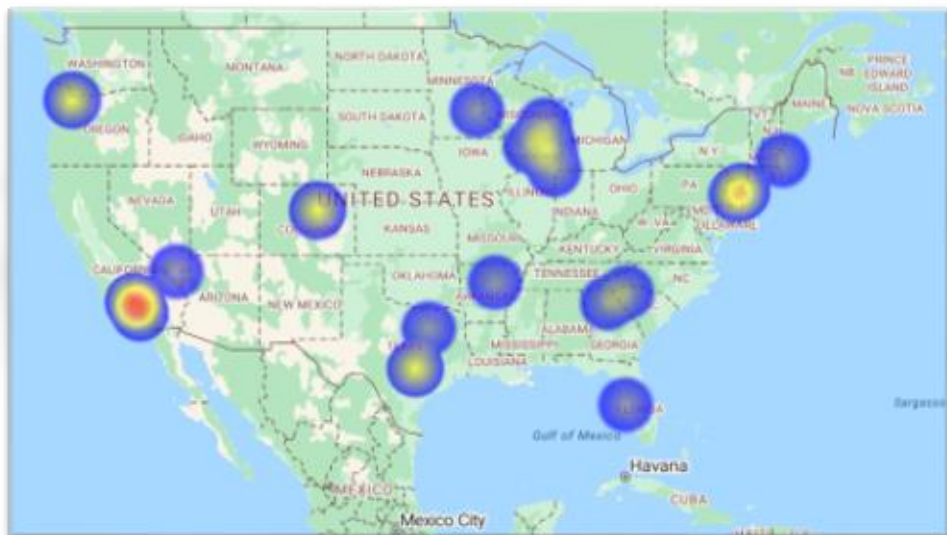 WASHINGTON
MONTANA
NORTH DAKOTA
MINNESOTA
SOUTH DAKOTA
OREGON
IDAHO
WYOMING
IOWA
MICHIGAN
N.Y.
VT
MAINE
NB
PRINCE
EDWARD
ISLAND
NOVA SCOTIA
NEBRASKA
NEVADA
UTAH
UNITED STATES
KANSAS
MISSOURI
INDIANA
OHIO
PA
KENTUCKY
VIRGINIA
ARIZONA
NEW MEXICO
OKLAHOMA
TENNESSEE
NC
ALABAMA
MISSISSIPPI
GEORGIA
LOUISIANA
Gulf of Mexico
Sargasso
Havana
CUBA
MEXICO
Mexico City